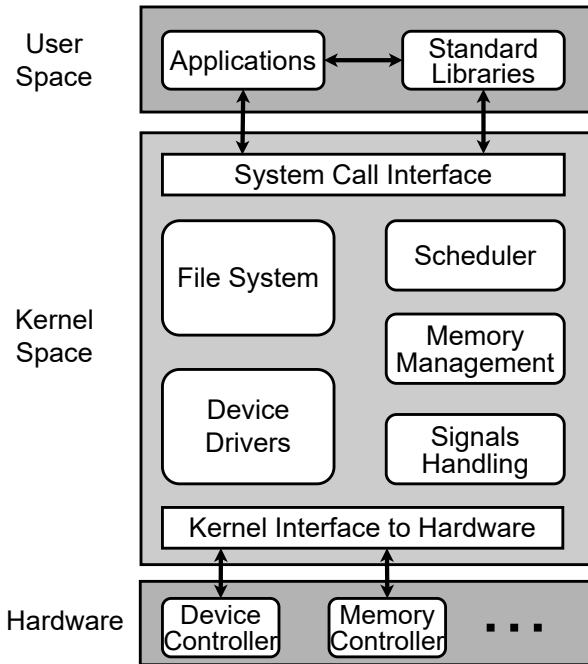 User
Space
Applications
Standard
Libraries
System Call Interface
Kernel
Space
File System
Scheduler
Memory
Management
Device
Drivers
Signals
Handling
Kernel Interface to Hardware
Hardware
Device
Controller
Memory
Controller
...